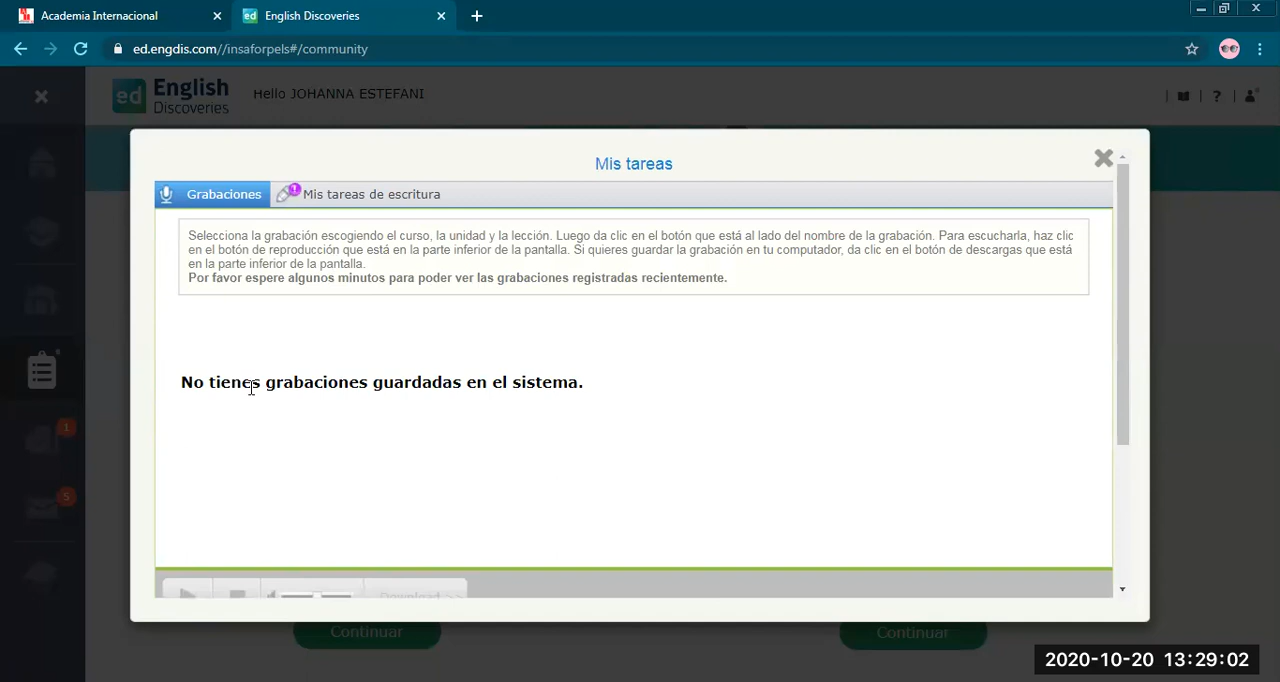 Academia Internacional
English Discoveries
ed.engdis.com//insaforpels#/community
ed English Discoveries
Hello JOHANNA ESTEFANI
?
Mis tareas
Grabaciones
1
Mis tareas de escritura
Selecciona la grabación escogiendo el curso, la unidad y la lección. Luego da clic en el botón que está al lado del nombre de la grabación. Para escucharla, haz clic
en el botón de reproducción que está en la parte inferior de la pantalla. Si quieres guardar la grabación en tu computador, da clic en el botón de descargas que está
en la parte inferior de la pantalla.
Por favor espere algunos minutos para poder ver las grabaciones registradas recientemente.
No tienes grabaciones guardadas en el sistema.
1
5
Download >>
Continuar
Continuar
2020-10-20 13:29:02